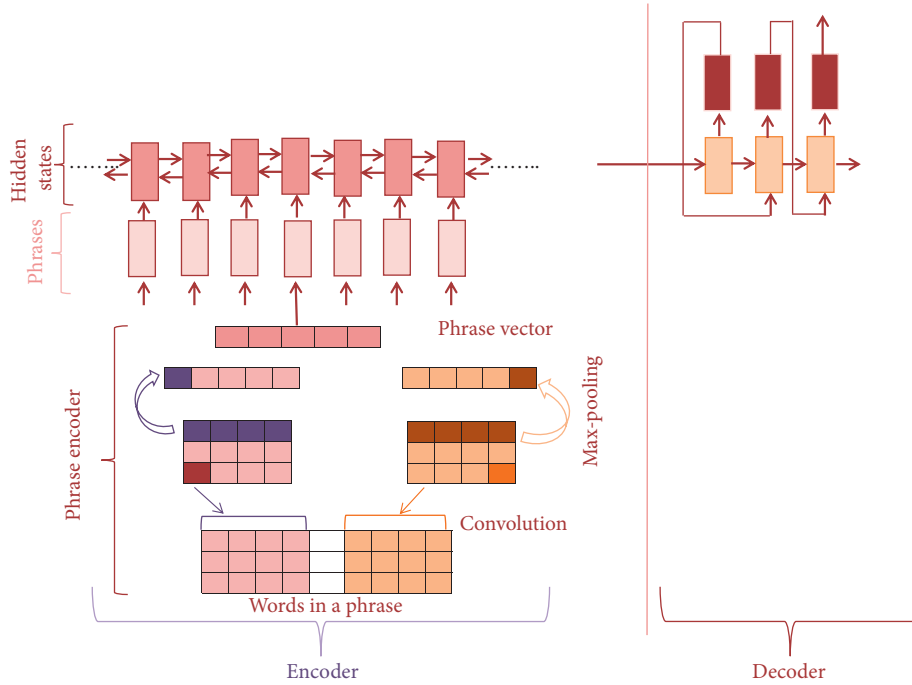 Hidden
states
Phrases
Phrase vector
Phrase encoder
Max-pooling
Convolution
Words in a phrase
Encoder
Decoder